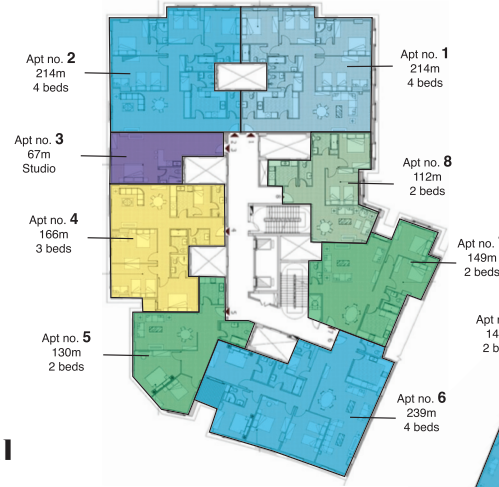 Apt no. 2
214m
4 beds
Apt no. 1
214m
4 beds
Apt no. 3
67m
Studio
Apt no. 8
112m
2 beds
Apt no. 4
166m
3 beds
Apt no.
149m
2 beds
Apt no. 5
130m
2 beds
Apt no. 6
239m
4 beds